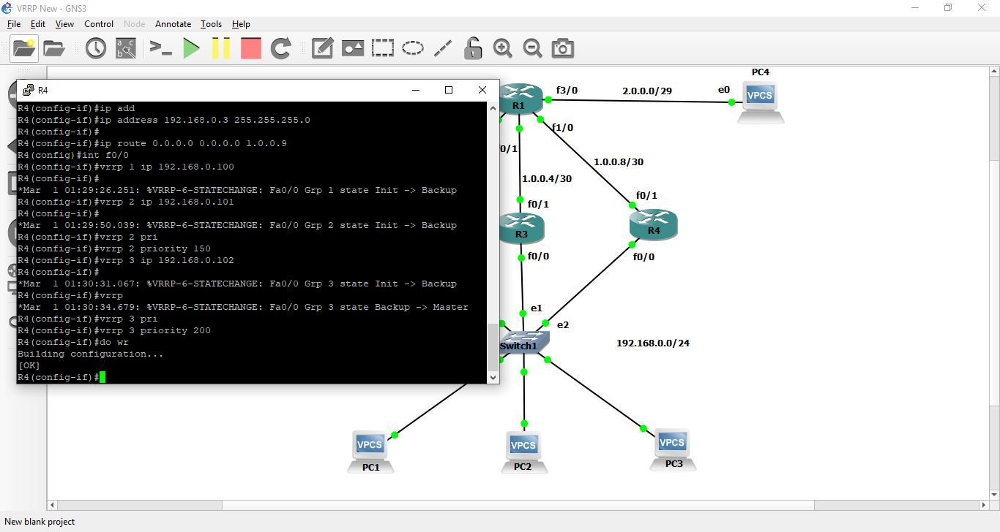 VRRP New - GNS3
File Edit View Control Node Annotate Tools Help
R4
R4(config-if)#ip add
R4(config-if)#ip address 192.168.0.3 255.255.255.0
R4(config-if)#
R4(config-if)#ip route 0.0.0.0 0.0.0.0 1.0.0.9
R4(config)#int f0/0
R4(config-if)#vrrp 1 ip 192.168.0.100
R4(config-if)#
*Mar  1 01:29:26.251: %VRRP-6-STATECHANGE: Fa0/0 Grp 1 state Init -> Backup
R4(config-if)#vrrp 2 ip 192.168.0.101
R4(config-if)#
*Mar  1 01:29:50.039: %VRRP-6-STATECHANGE: Fa0/0 Grp 2 state Init -> Backup
R4(config-if)#vrrp 2 pri
R4(config-if)#vrrp 2 priority 150
R4(config-if)#vrrp 3 ip 192.168.0.102
R4(config-if)#
*Mar  1 01:30:31.067: %VRRP-6-STATECHANGE: Fa0/0 Grp 3 state Init -> Backup
R4(config-if)#vrrp
*Mar  1 01:30:34.679: %VRRP-6-STATECHANGE: Fa0/0 Grp 3 state Backup -> Master
R4(config-if)#vrrp 3 pri
R4(config-if)#vrrp 3 priority 200
R4(config-if)#do wr
Building configuration...
[OK]
R4(config-if)#
PC4
f3/0
2.0.0.0/29
e0
VPCS
R1
f1/0
0/1
1.0.0.8/30
1.0.0.4/30
f0/1
f0/1
R3
R4
f0/0
f0/0
e1
e2
192.168.0.0/24
Switch1
VPCS
PC1
VPCS
PC2
VPCS
PC3
New blank project